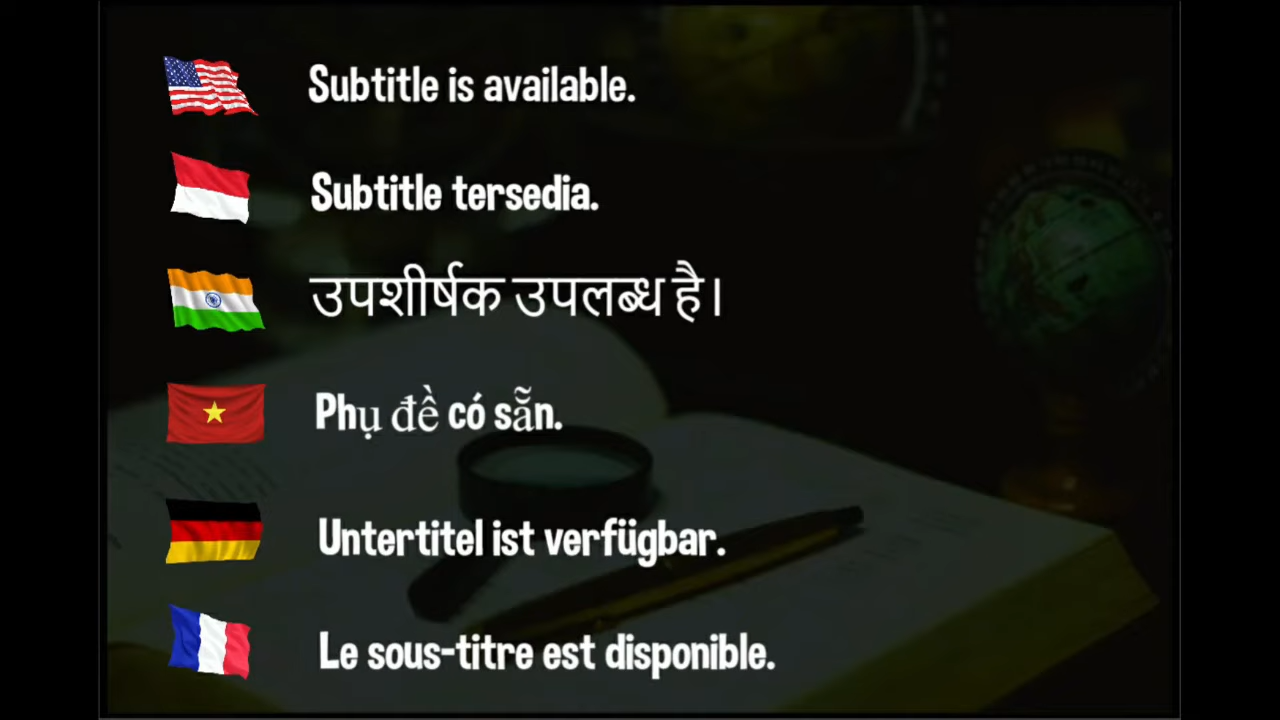 Subtitle is available.
Subtitle tersedia.
उपशीर्षक उपलब्ध है।
Phụ đề có sẵn.
Untertitel ist verfügbar.
Le sous-titre est disponible.